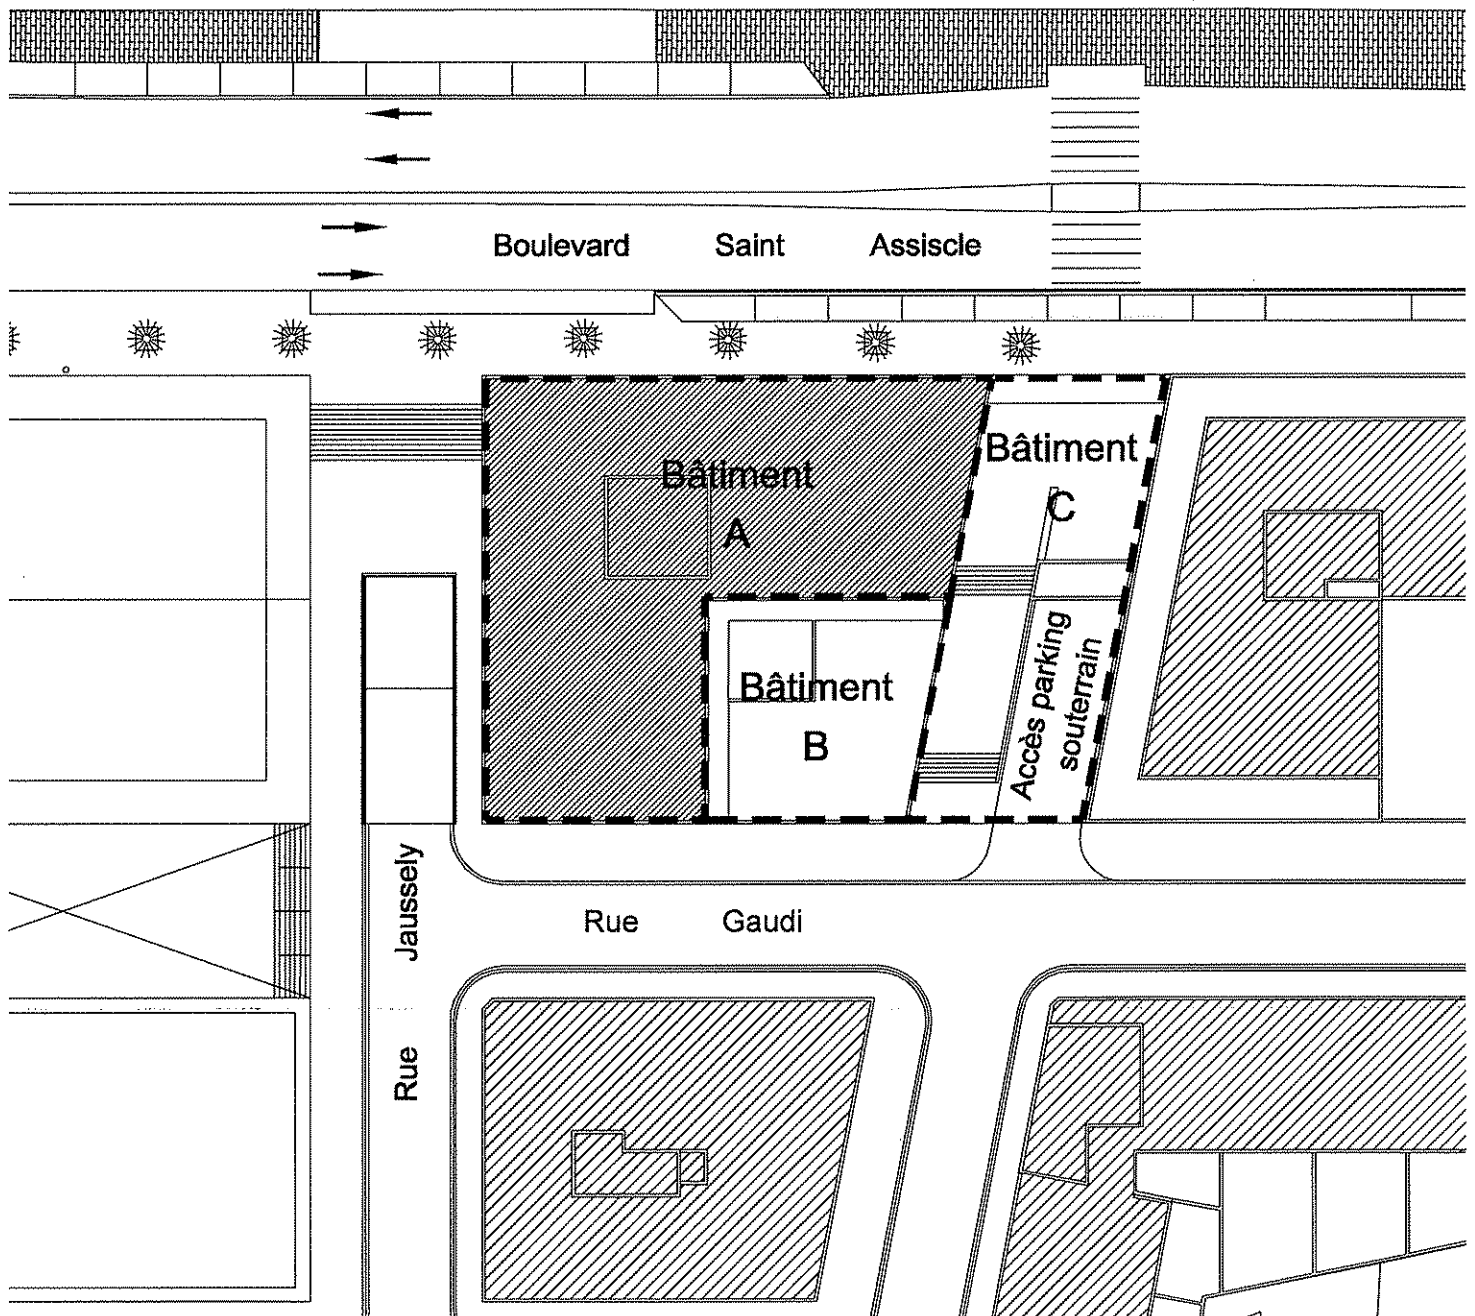 Boulevard Saint Assiscle
Bâtiment
A
Bâtiment
C
Bâtiment
B
Accès parking
souterrain
Rue Jaussely
Rue Gaudi